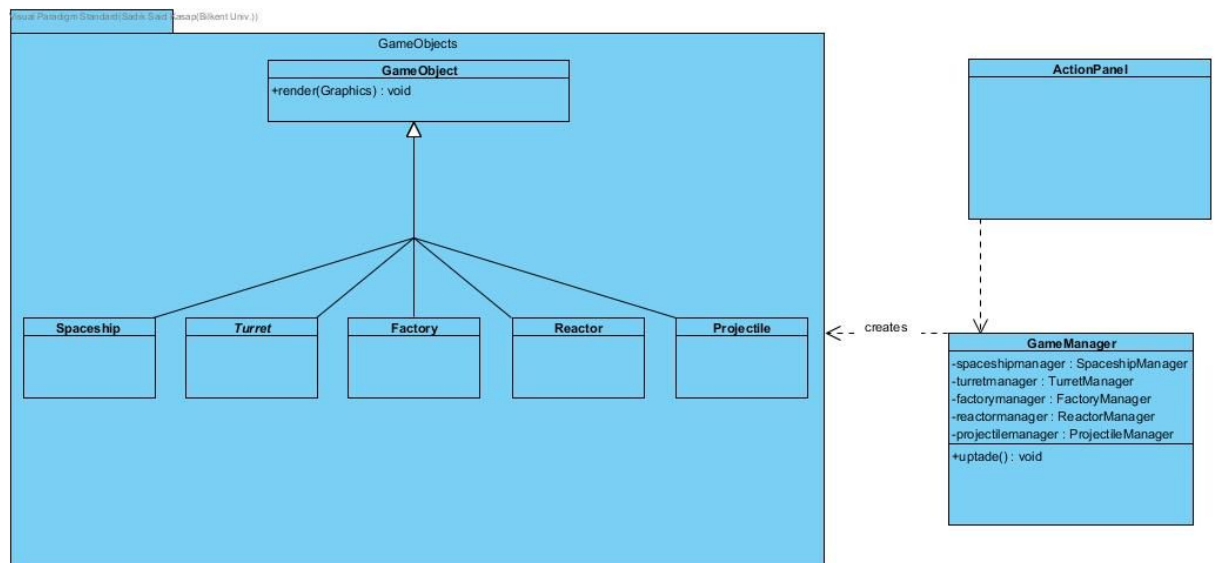 Visual Paradigm Standard(Sadik Said Kasap(Bilkent Univ.))
GameObjects
GameObject
+render(Graphics) : void
Spaceship
Turret
Factory
Reactor
Projectile
creates
ActionPanel
GameManager
-spaceshipmanager : SpaceshipManager
-turretmanager : TurretManager
-factorymanager : FactoryManager
-reactormanager : ReactorManager
-projectilemanager : ProjectileManager
+uptade() : void